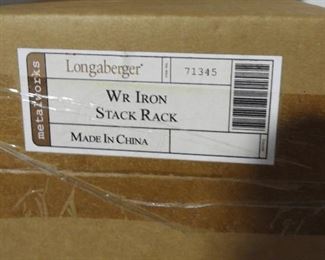 metalworks
Longaberger®
71345
WR IRON
STACK RACK
MADE IN CHINA